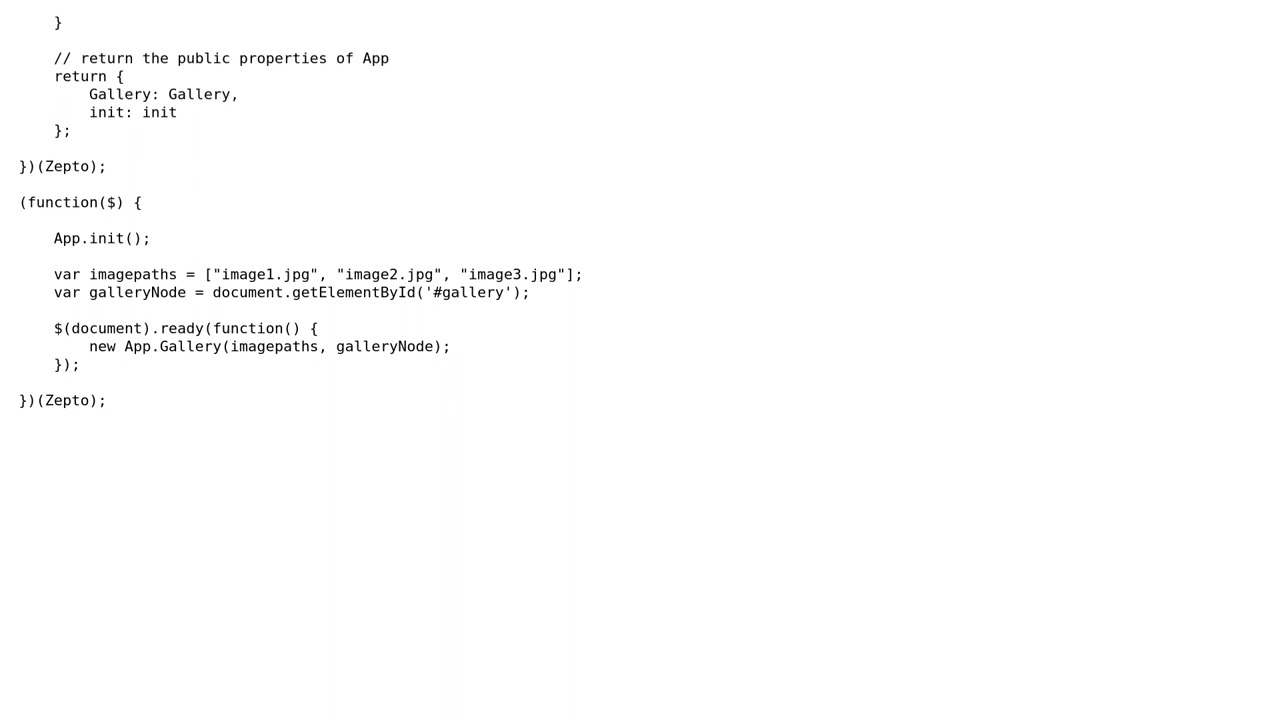 }

    // return the public properties of App
    return {
        Gallery: Gallery,
        init: init
    };

})(Zepto);

(function($) {

    App.init();

    var imagepaths = ["image1.jpg", "image2.jpg", "image3.jpg"];
    var galleryNode = document.getElementById('#gallery');

    $(document).ready(function() {
        new App.Gallery(imagepaths, galleryNode);
    });

})(Zepto);